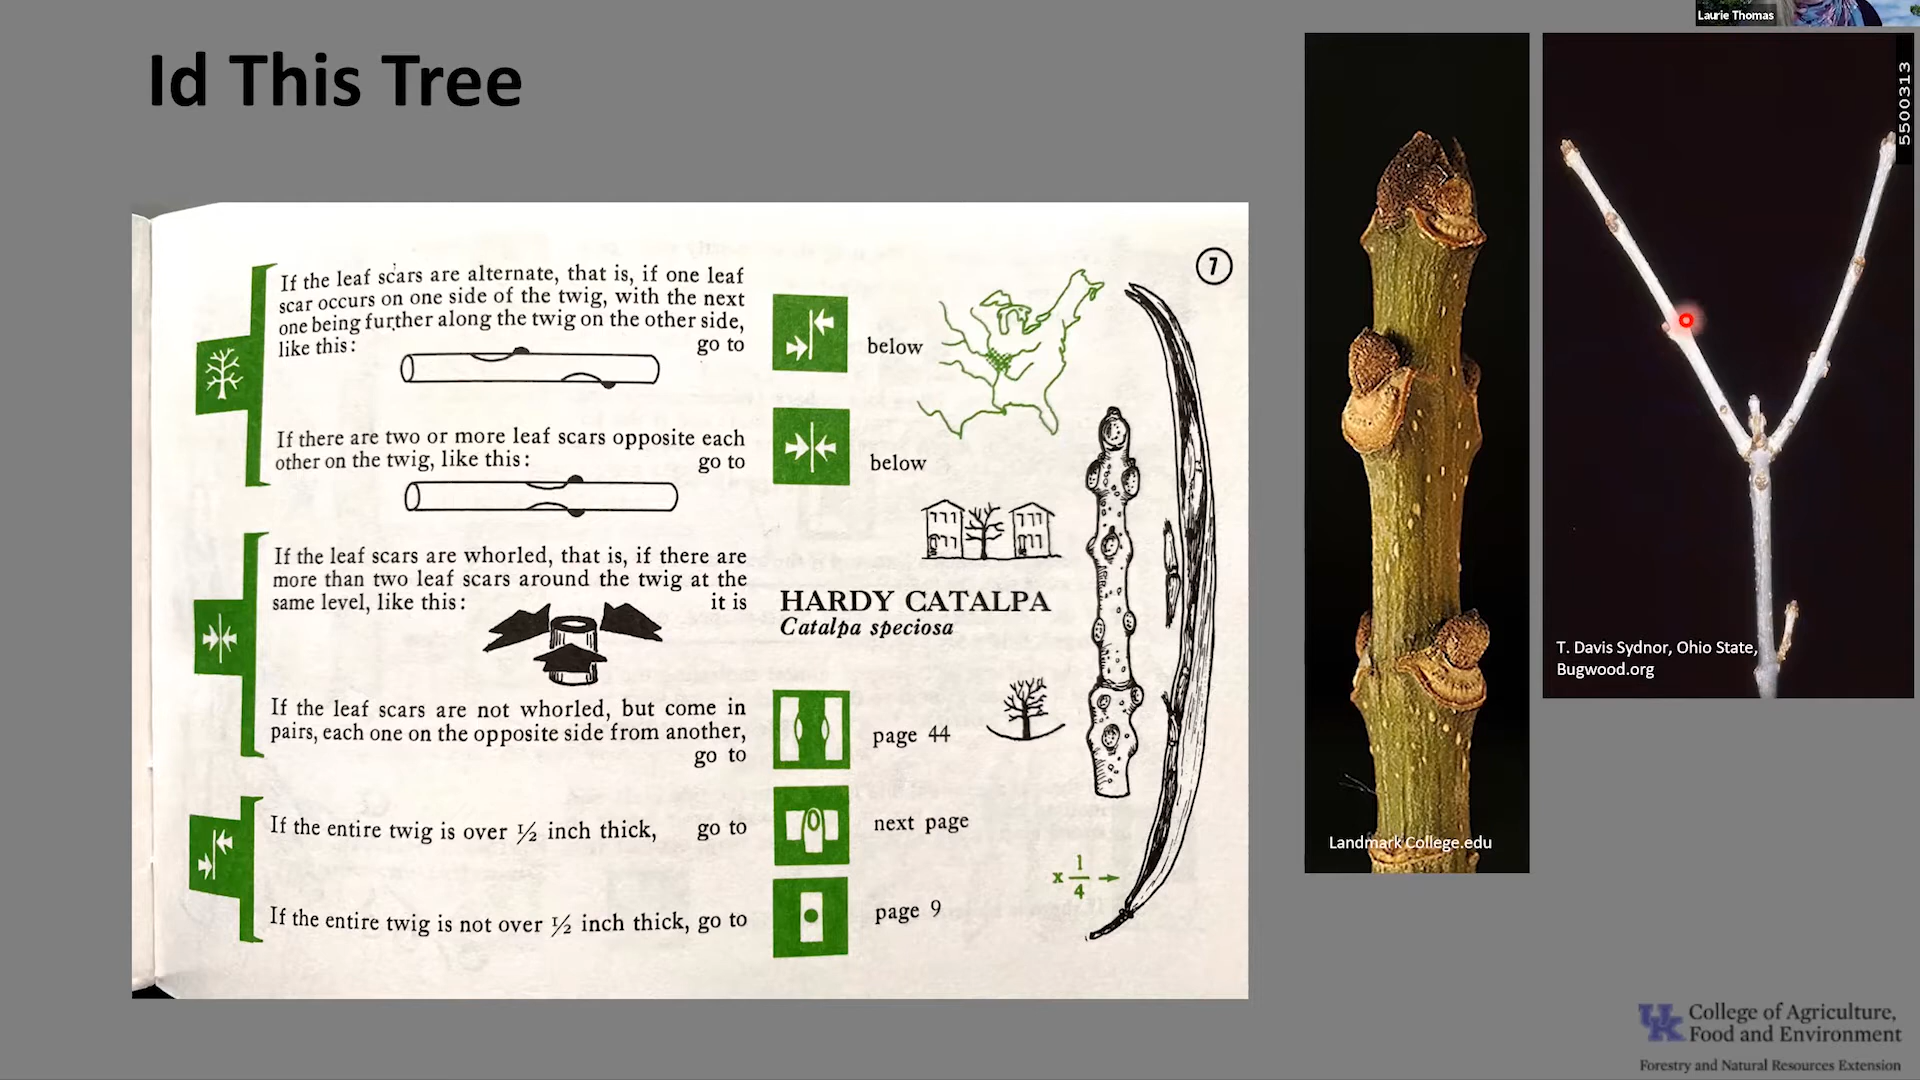 Laurie Thomas
Id This Tree
7
If the leaf scars are alternate, that is, if one leaf
scar occurs on one side of the twig, with the next
one being further along the twig on the other side,
like this: go to
below
If there are two or more leaf scars opposite each
other on the twig, like this: go to
below
If the leaf scars are whorled, that is, if there are
more than two leaf scars around the twig at the
same level, like this: it is
HARDY CATALPA
Catalpa speciosa
If the leaf scars are not whorled, but come in
pairs, each one on the opposite side from another,
go to
page 44
If the entire twig is over 1/2 inch thick, go to
next page
If the entire twig is not over 1/2 inch thick, go to
page 9
x 1/4
Landmark College.edu
5500313
T. Davis Sydnor, Ohio State,
Bugwood.org
UK College of Agriculture,
Food and Environment
Forestry and Natural Resources Extension